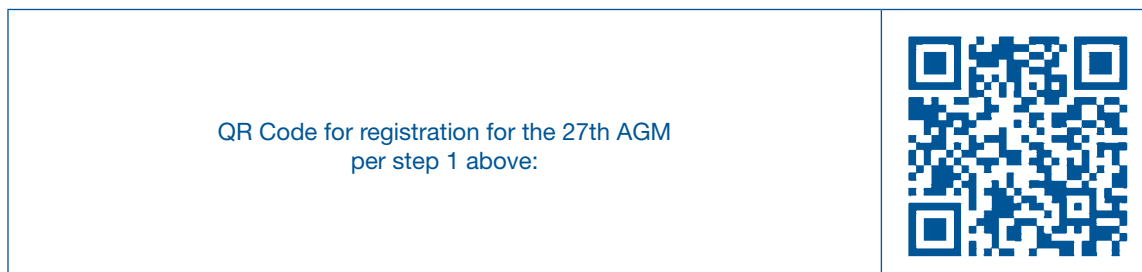 QR Code for registration for the 27th AGM
per step 1 above: